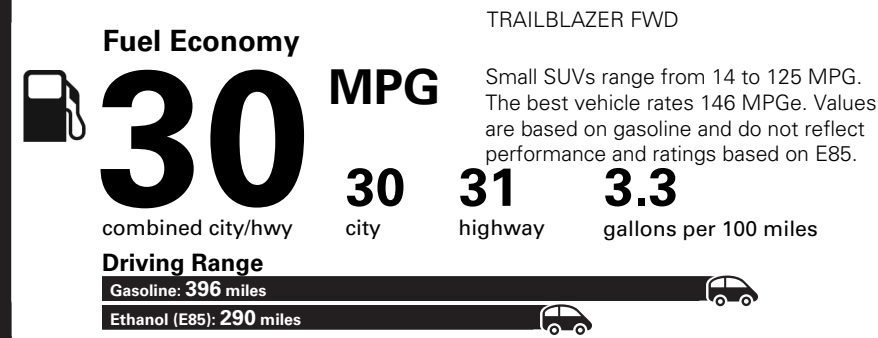 TRAILBLAZER FWD
Fuel Economy
30
MPG
Small SUVs range from 14 to 125 MPG.
The best vehicle rates 146 MPGe. Values
are based on gasoline and do not reflect
performance and ratings based on E85.
combined city/hwy
30
city
31
highway
3.3
gallons per 100 miles
Driving Range
Gasoline: 396 miles
Ethanol (E85): 290 miles